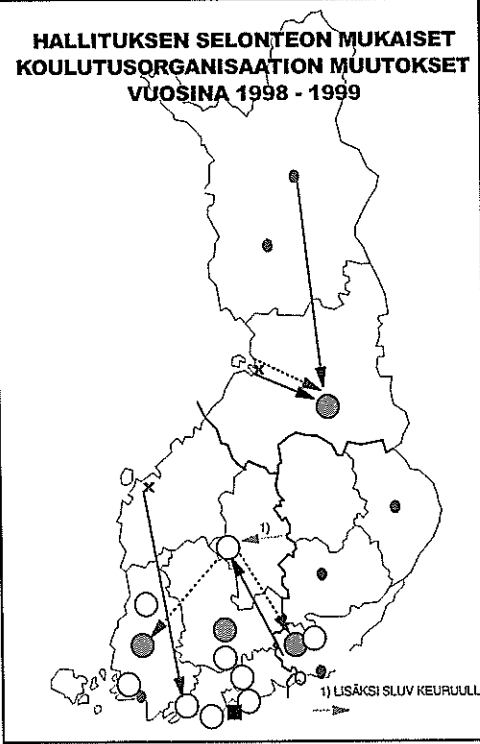 HALLITUKSEN SELONTEON MUKAISET
KOULUTUSORGANISAATION MUUTOKSET
VUOSINA 1998 - 1999
x
x
1)
1) LISÄKSI SLUV KEURUULL